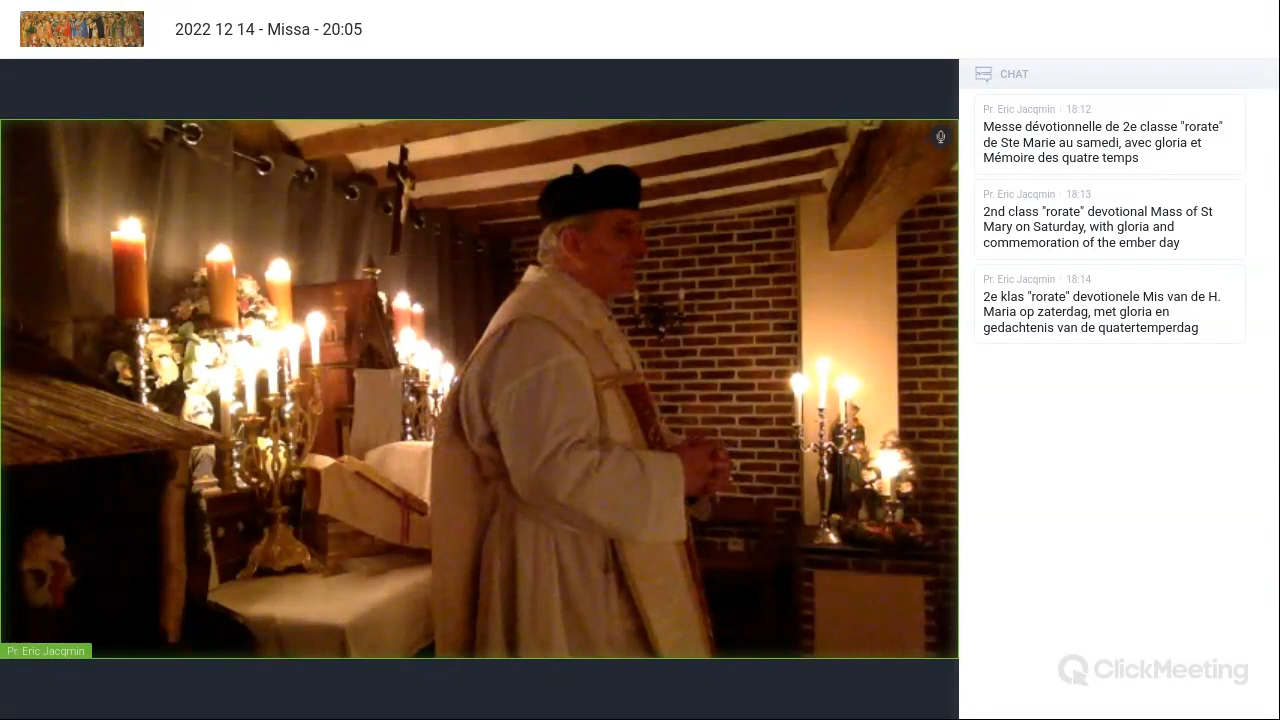 2022 12 14 - Missa - 20:05
CHAT
Pr. Eric Jacqmin 18:12
Messe dévotionnelle de 2e classe "rorate"
de Ste Marie au samedi, avec gloria et
Mémoire des quatre temps
Pr. Eric Jacqmin 18:13
2nd class "rorate" devotional Mass of St
Mary on Saturday, with gloria and
commemoration of the ember day
Pr. Eric Jacqmin 18:14
2e klas "rorate" devotionele Mis van de H.
Maria op zaterdag, met gloria en
gedachtenis van de quatertemperdag
Pr. Eric Jacqmin
ClickMeeting